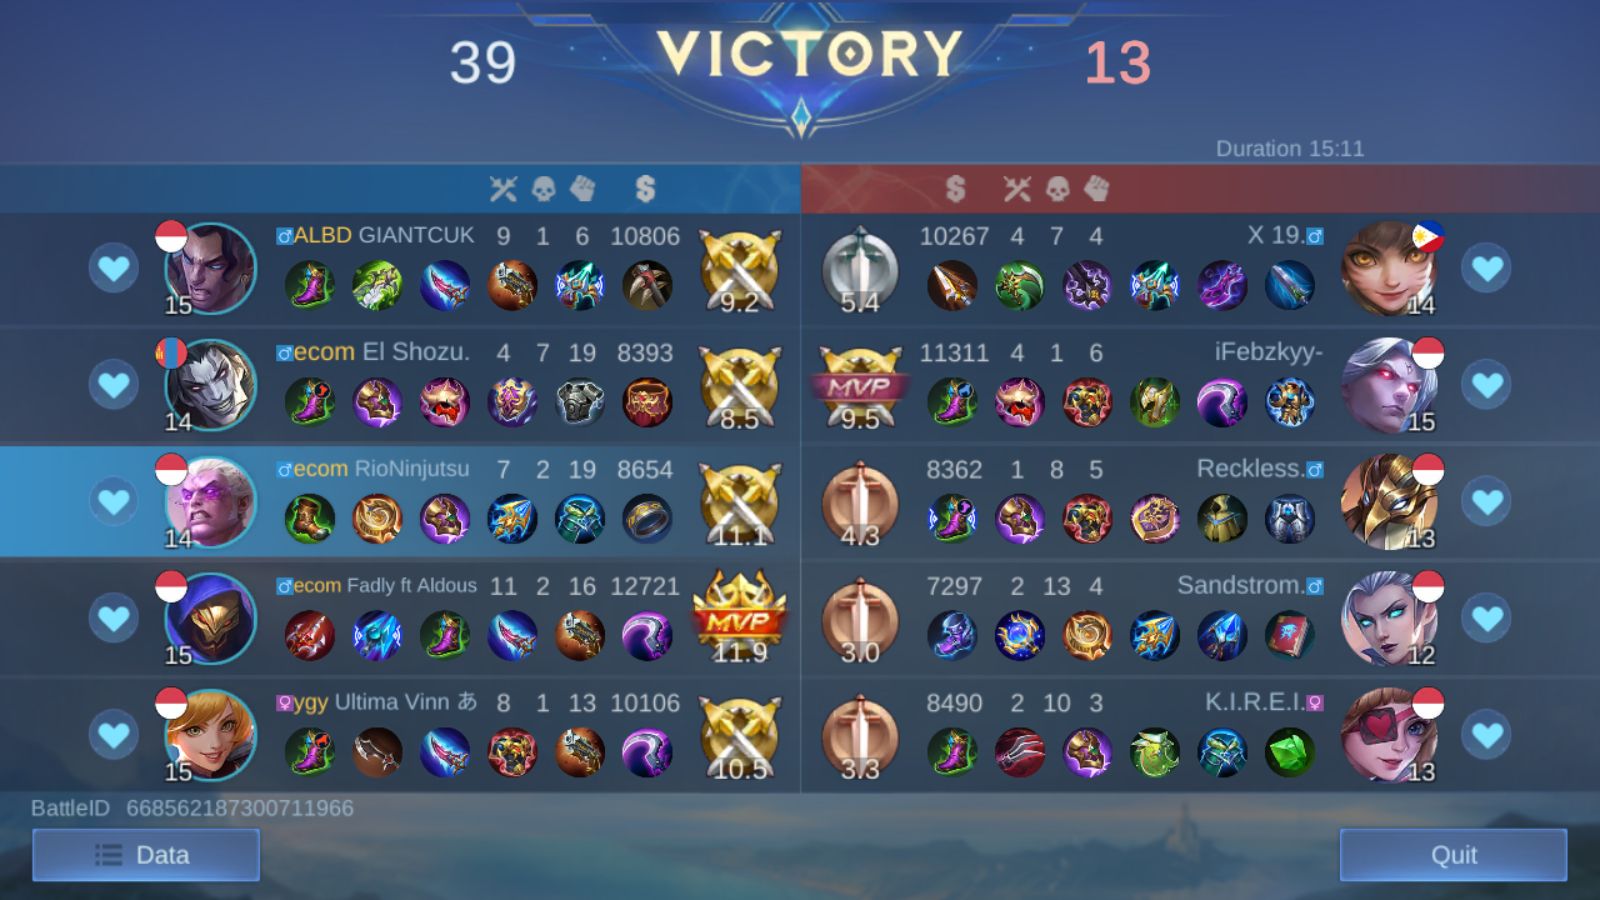 39 VICTORY 13
Duration 15:11
ALBD GIANTCUK 9 1 6 10806
15 9.2
10267 4 7 4 X 19.
5.4 14
ecom El Shozu. 4 7 19 8393
14 8.5
11311 4 1 6 iFebzkyy-
MVP
9.5 15
ecom RioNinjutsu 7 2 19 8654
14 11.1
8362 1 8 5 Reckless.
4.3 13
ecom Fadly ft Aldous 11 2 16 12721
MVP
15 11.9
7297 2 13 4 Sandstrom.
3.0 12
ygy Ultima Vinn あ 8 1 13 10106
15 10.5
8490 2 10 3 K.I.R.E.I.
3.3 13
BattleID 668562187300711966
Data
Quit